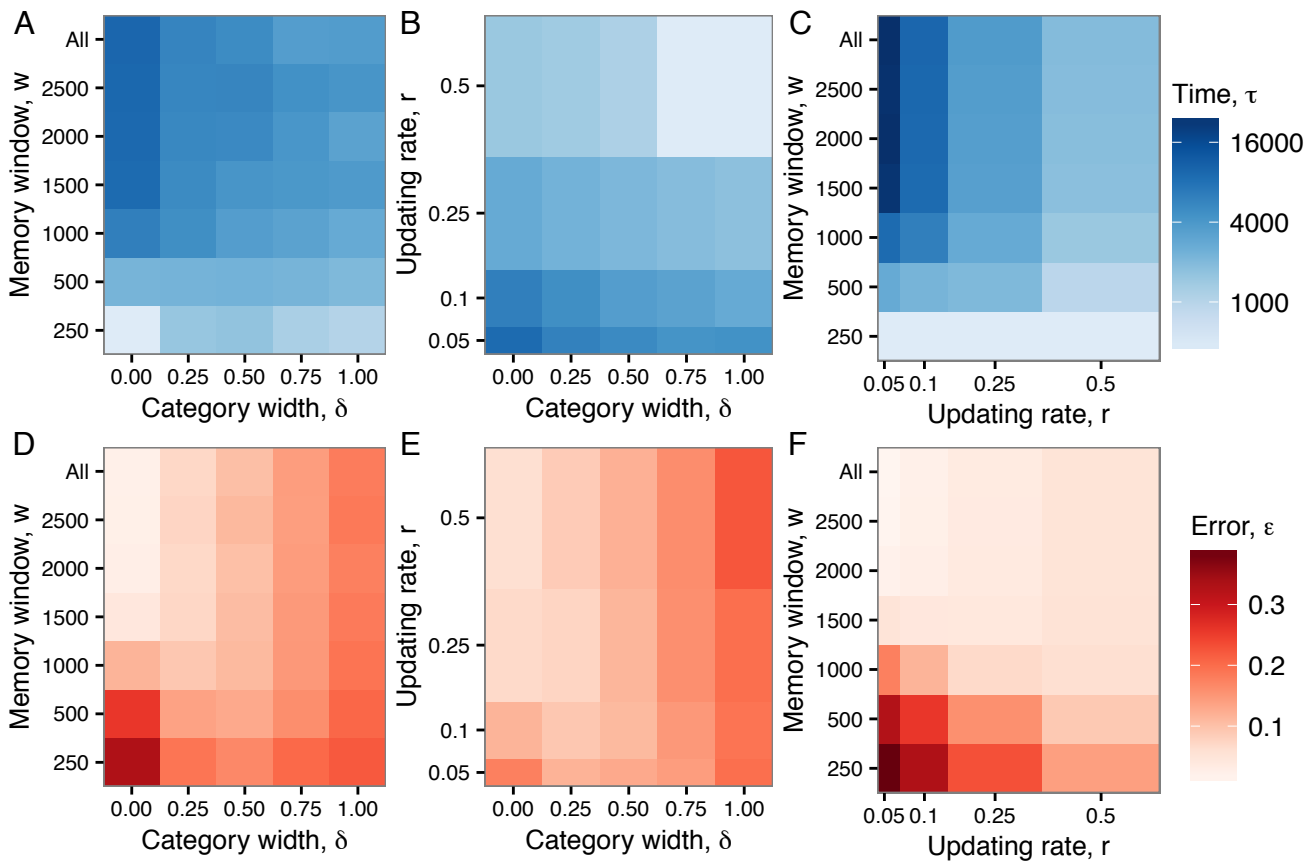 A
Memory window, w
All
2500
2000
1500
1000
500
250
0.00 0.25 0.50 0.75 1.00
Category width, δ
B
Updating rate, r
0.5
0.25
0.1
0.05
0.00 0.25 0.50 0.75 1.00
Category width, δ
C
Memory window, w
All
2500
2000
1500
1000
500
250
0.05 0.1 0.25 0.5
Updating rate, r
Time, τ
16000
4000
1000
D
Memory window, w
All
2500
2000
1500
1000
500
250
0.00 0.25 0.50 0.75 1.00
Category width, δ
E
Updating rate, r
0.5
0.25
0.1
0.05
0.00 0.25 0.50 0.75 1.00
Category width, δ
F
Memory window, w
All
2500
2000
1500
1000
500
250
0.05 0.1 0.25 0.5
Updating rate, r
Error, ε
0.3
0.2
0.1